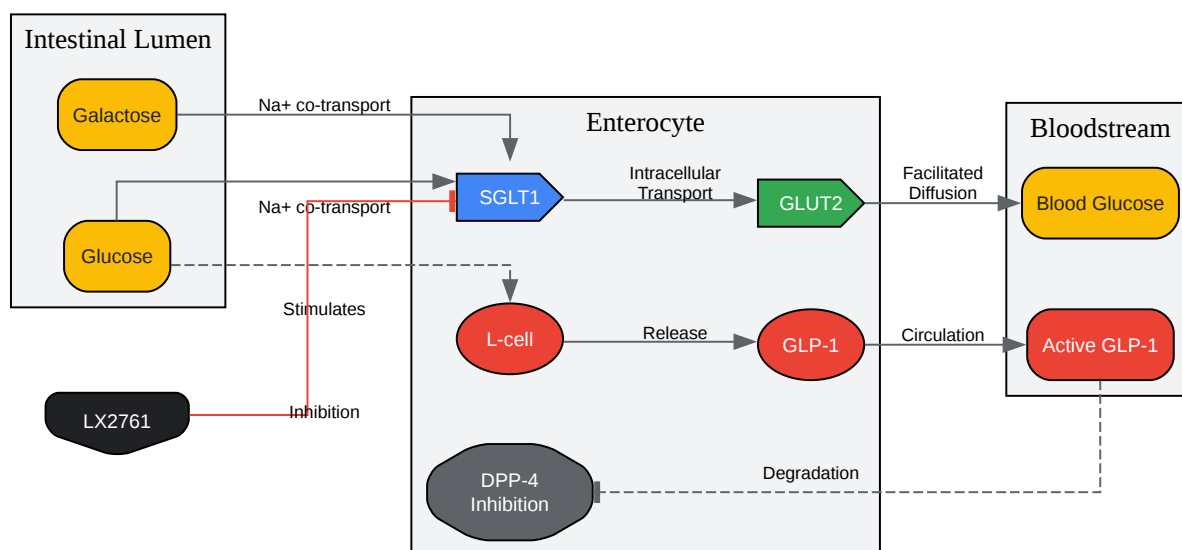 Intestinal Lumen
Galactose
Na+ co-transport
Enterocyte
Bloodstream
SGLT1
Intracellular
Transport
GLUT2
Facilitated
Diffusion
Blood Glucose
Na+ co-transport
Glucose
Stimulates
L-cell
Release
GLP-1
Circulation
Active GLP-1
LX2761
Inhibition
DPP-4
Inhibition
Degradation